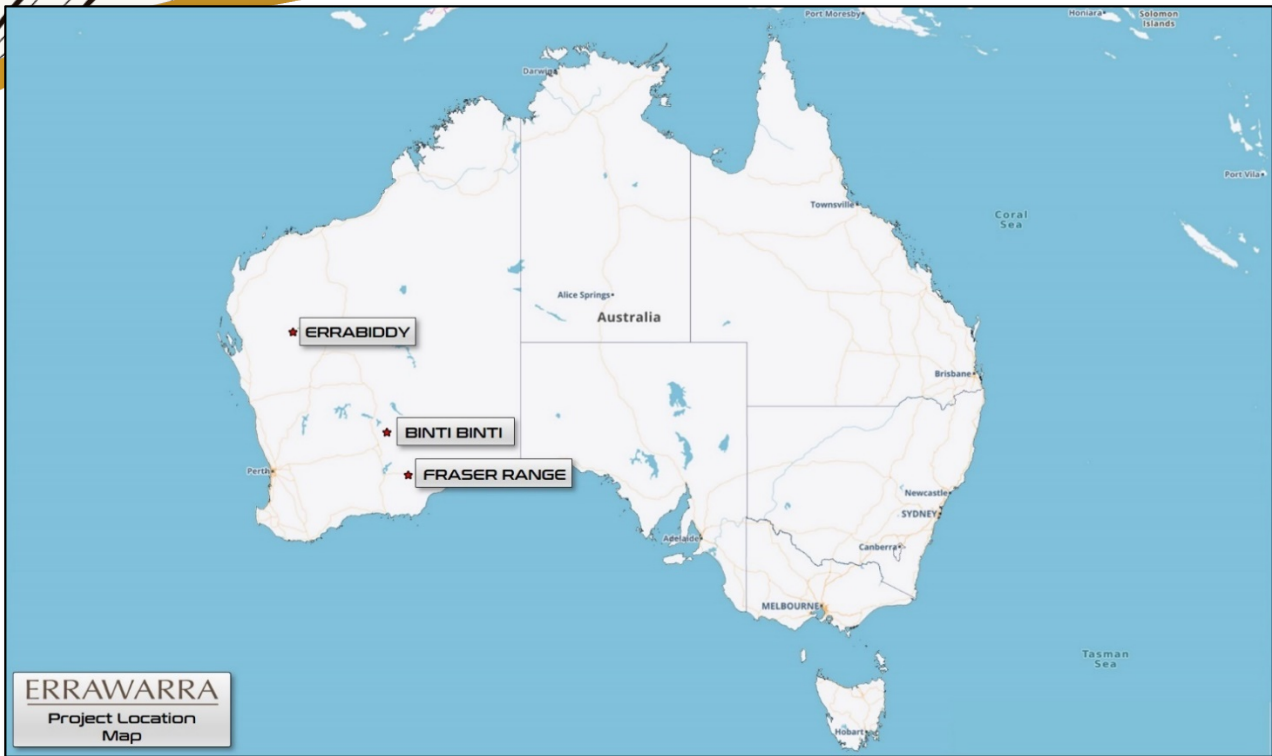 Port Moresby
Honiara
Solomon
Islands
Darwin
Port Vila
Townsville
Coral
Sea
Alice Springs
Australia
ERRABIDDY
Brisbane
BINTI BINTI
Perth
FRASER RANGE
Newcastle
SYDNEY
Adelaide
Canberra
MELBOURNE
Tasman
Sea
ERRAWARRA
Project Location
Map
Hobart